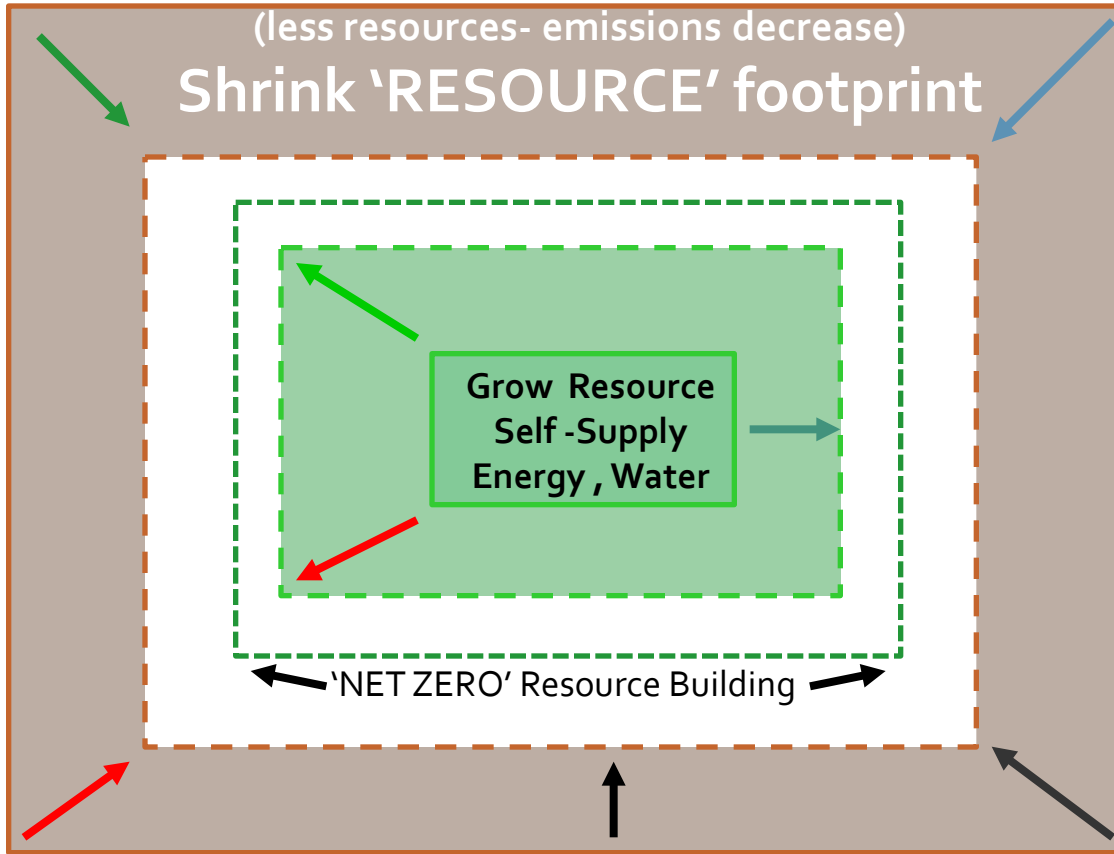 (less resources- emissions decrease)
Shrink ‘RESOURCE’ footprint
Grow Resource
Self -Supply
Energy , Water
‘NET ZERO’ Resource Building